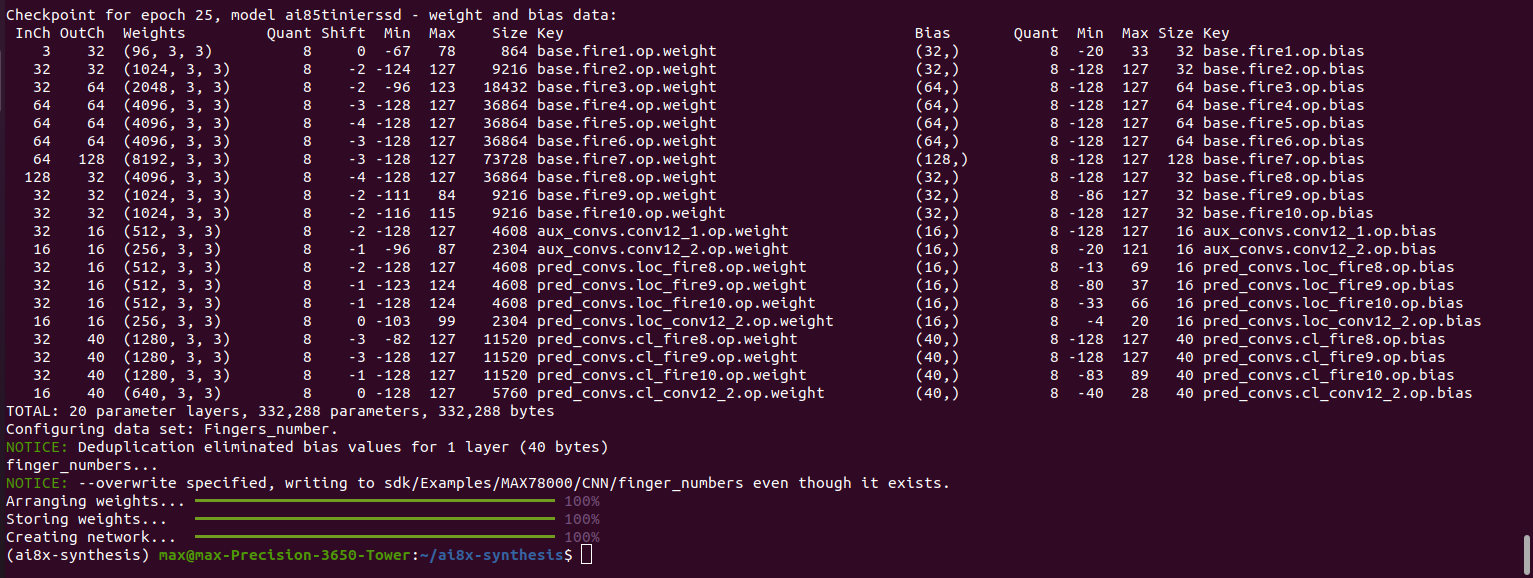 Checkpoint for epoch 25, model ai85tinierssd - weight and bias data:
InCh OutCh  Weights      Quant Shift  Min  Max    Size Key                                       Bias       Quant  Min  Max Size Key
   3    32  (96, 3, 3)       8     0  -67   78     864 base.fire1.op.weight                      (32,)          8  -20   33   32 base.fire1.op.bias
  32    32  (1024, 3, 3)     8    -2 -124  127    9216 base.fire2.op.weight                      (32,)          8 -128  127   32 base.fire2.op.bias
  32    64  (2048, 3, 3)     8    -2  -96  123   18432 base.fire3.op.weight                      (64,)          8 -128  127   64 base.fire3.op.bias
  64    64  (4096, 3, 3)     8    -3 -128  127   36864 base.fire4.op.weight                      (64,)          8 -128  127   64 base.fire4.op.bias
  64    64  (4096, 3, 3)     8    -4 -128  127   36864 base.fire5.op.weight                      (64,)          8 -128  127   64 base.fire5.op.bias
  64    64  (4096, 3, 3)     8    -3 -128  127   36864 base.fire6.op.weight                      (64,)          8 -128  127   64 base.fire6.op.bias
  64   128  (8192, 3, 3)     8    -3 -128  127   73728 base.fire7.op.weight                      (128,)         8 -128  127  128 base.fire7.op.bias
 128    32  (4096, 3, 3)     8    -4 -128  127   36864 base.fire8.op.weight                      (32,)          8 -128  127   32 base.fire8.op.bias
  32    32  (1024, 3, 3)     8    -2 -111   84    9216 base.fire9.op.weight                      (32,)          8  -86  127   32 base.fire9.op.bias
  32    32  (1024, 3, 3)     8    -2 -116  115    9216 base.fire10.op.weight                     (32,)          8 -128  127   32 base.fire10.op.bias
  32    16  (512, 3, 3)      8    -2 -128  127    4608 aux_convs.conv12_1.op.weight              (16,)          8 -128  127   16 aux_convs.conv12_1.op.bias
  16    16  (256, 3, 3)      8    -1  -96   87    2304 aux_convs.conv12_2.op.weight              (16,)          8  -20  121   16 aux_convs.conv12_2.op.bias
  32    16  (512, 3, 3)      8    -2 -128  127    4608 pred_convs.loc_fire8.op.weight            (16,)          8  -13   69   16 pred_convs.loc_fire8.op.bias
  32    16  (512, 3, 3)      8    -1 -123  124    4608 pred_convs.loc_fire9.op.weight            (16,)          8  -80   37   16 pred_convs.loc_fire9.op.bias
  32    16  (512, 3, 3)      8    -1 -128  124    4608 pred_convs.loc_fire10.op.weight           (16,)          8  -33   66   16 pred_convs.loc_fire10.op.bias
  16    16  (256, 3, 3)      8     0 -103   99    2304 pred_convs.loc_conv12_2.op.weight         (16,)          8   -4   20   16 pred_convs.loc_conv12_2.op.bias
  32    40  (1280, 3, 3)     8    -3  -82  127   11520 pred_convs.cl_fire8.op.weight             (40,)          8 -128  127   40 pred_convs.cl_fire8.op.bias
  32    40  (1280, 3, 3)     8    -3 -128  127   11520 pred_convs.cl_fire9.op.weight             (40,)          8 -128  127   40 pred_convs.cl_fire9.op.bias
  32    40  (1280, 3, 3)     8    -1 -128  127   11520 pred_convs.cl_fire10.op.weight            (40,)          8  -83   89   40 pred_convs.cl_fire10.op.bias
  16    40  (640, 3, 3)      8     0 -128  127    5760 pred_convs.cl_conv12_2.op.weight          (40,)          8  -40   28   40 pred_convs.cl_conv12_2.op.bias
TOTAL: 20 parameter layers, 332,288 parameters, 332,288 bytes
Configuring data set: Fingers_number.
NOTICE: Deduplication eliminated bias values for 1 layer (40 bytes)
finger_numbers...
NOTICE: --overwrite specified, writing to sdk/Examples/MAX78000/CNN/finger_numbers even though it exists.
Arranging weights... 100%
Storing weights... 100%
Creating network... 100%
(ai8x-synthesis) max@max-Precision-3650-Tower:~/ai8x-synthesis$